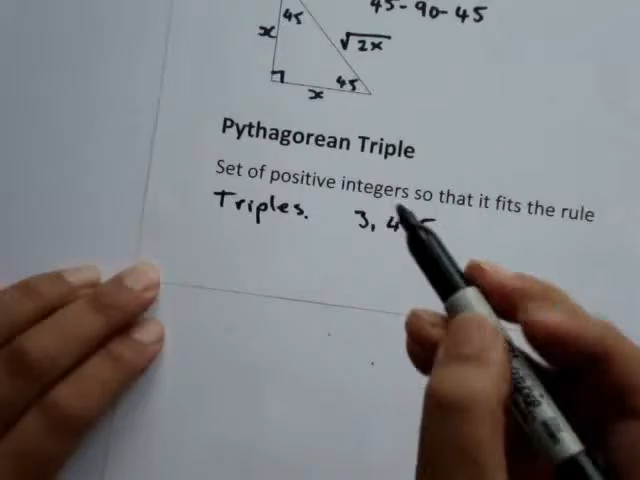 45-90-45
45
x
√2x
45
x
Pythagorean Triple
Set of positive integers so that it fits the rule
Triples. 3, 4